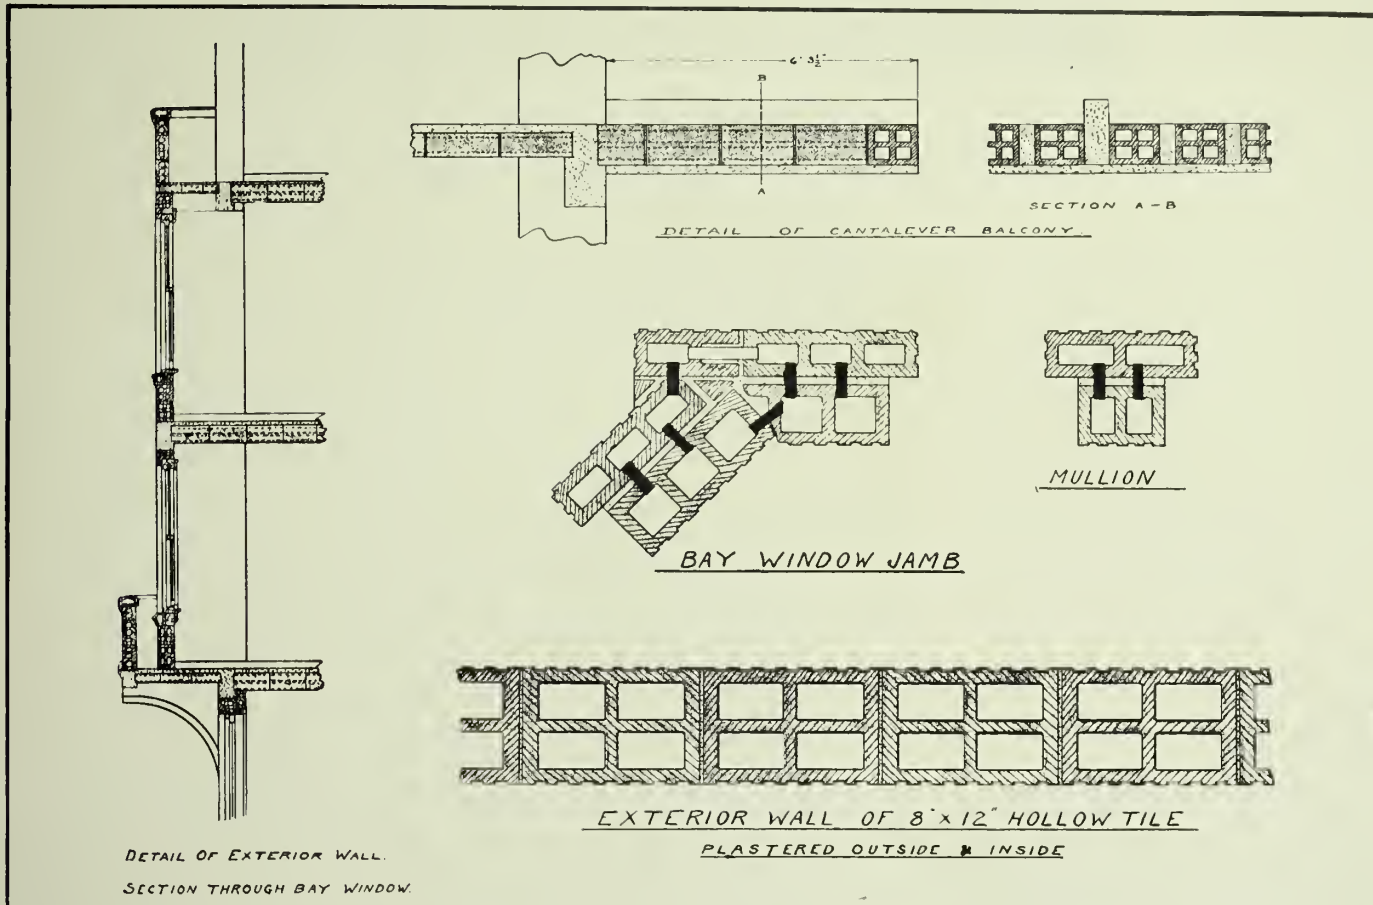 6' 3½"
B
A
SECTION A-B
DETAIL OF CANTALEVER BALCONY.
MULLION
BAY WINDOW JAMB
EXTERIOR WALL OF 8"x 12" HOLLOW TILE
PLASTERED OUTSIDE & INSIDE
DETAIL OF EXTERIOR WALL.
SECTION THROUGH BAY WINDOW.